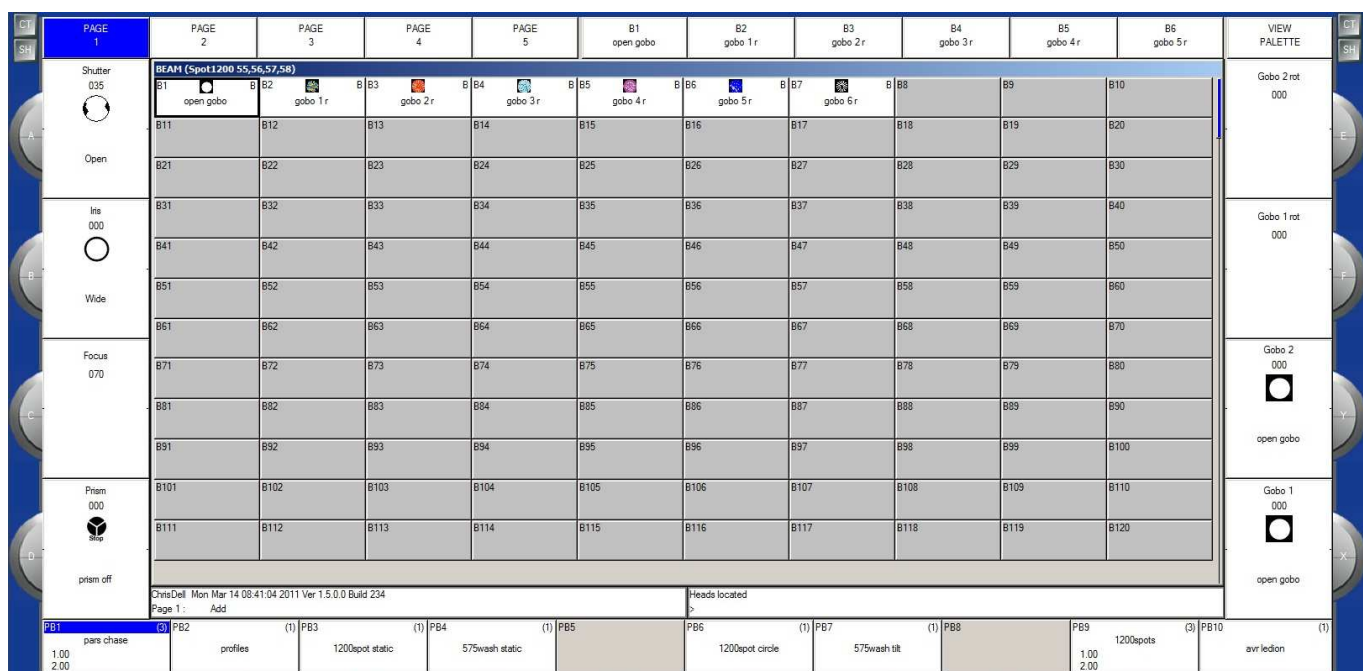 CT
SH
PAGE
1
PAGE
2
PAGE
3
PAGE
4
PAGE
5
B1
open gobo
B2
gobo 1 r
B3
gobo 2 r
B4
gobo 3 r
B5
gobo 4 r
B6
gobo 5 r
VIEW
PALETTE
CT
SH
Shutter
035
Open
A
Iris
000
Wide
B
Focus
070
C
Prism
000
Stop
prism off
D
BEAM (Spot1200 55,56,57,58)
B1 B B2 B B3 B B4 B B5 B B6 B B7 B B8 B9 B10
open gobo gobo 1 r gobo 2 r gobo 3 r gobo 4 r gobo 5 r gobo 6 r
B11 B12 B13 B14 B15 B16 B17 B18 B19 B20
B21 B22 B23 B24 B25 B26 B27 B28 B29 B30
B31 B32 B33 B34 B35 B36 B37 B38 B39 B40
B41 B42 B43 B44 B45 B46 B47 B48 B49 B50
B51 B52 B53 B54 B55 B56 B57 B58 B59 B60
B61 B62 B63 B64 B65 B66 B67 B68 B69 B70
B71 B72 B73 B74 B75 B76 B77 B78 B79 B80
B81 B82 B83 B84 B85 B86 B87 B88 B89 B90
B91 B92 B93 B94 B95 B96 B97 B98 B99 B100
B101 B102 B103 B104 B105 B106 B107 B108 B109 B110
B111 B112 B113 B114 B115 B116 B117 B118 B119 B120
Gobo 2 rot
000
E
Gobo 1 rot
000
F
Gobo 2
000
open gobo
Y
Gobo 1
000
open gobo
X
ChrisDell Mon Mar 14 08:41:04 2011 Ver 1.5.0.0 Build 234
Page 1 : Add
Heads located
>
PB1 (3)
pars chase
1.00
2.00
PB2 (1)
profiles
PB3 (1)
1200spot static
PB4 (1)
575wash static
PB5
PB6 (1)
1200spot circle
PB7 (1)
575wash tilt
PB8
PB9 (3)
1200spots
1.00
2.00
PB10 (1)
avr ledion